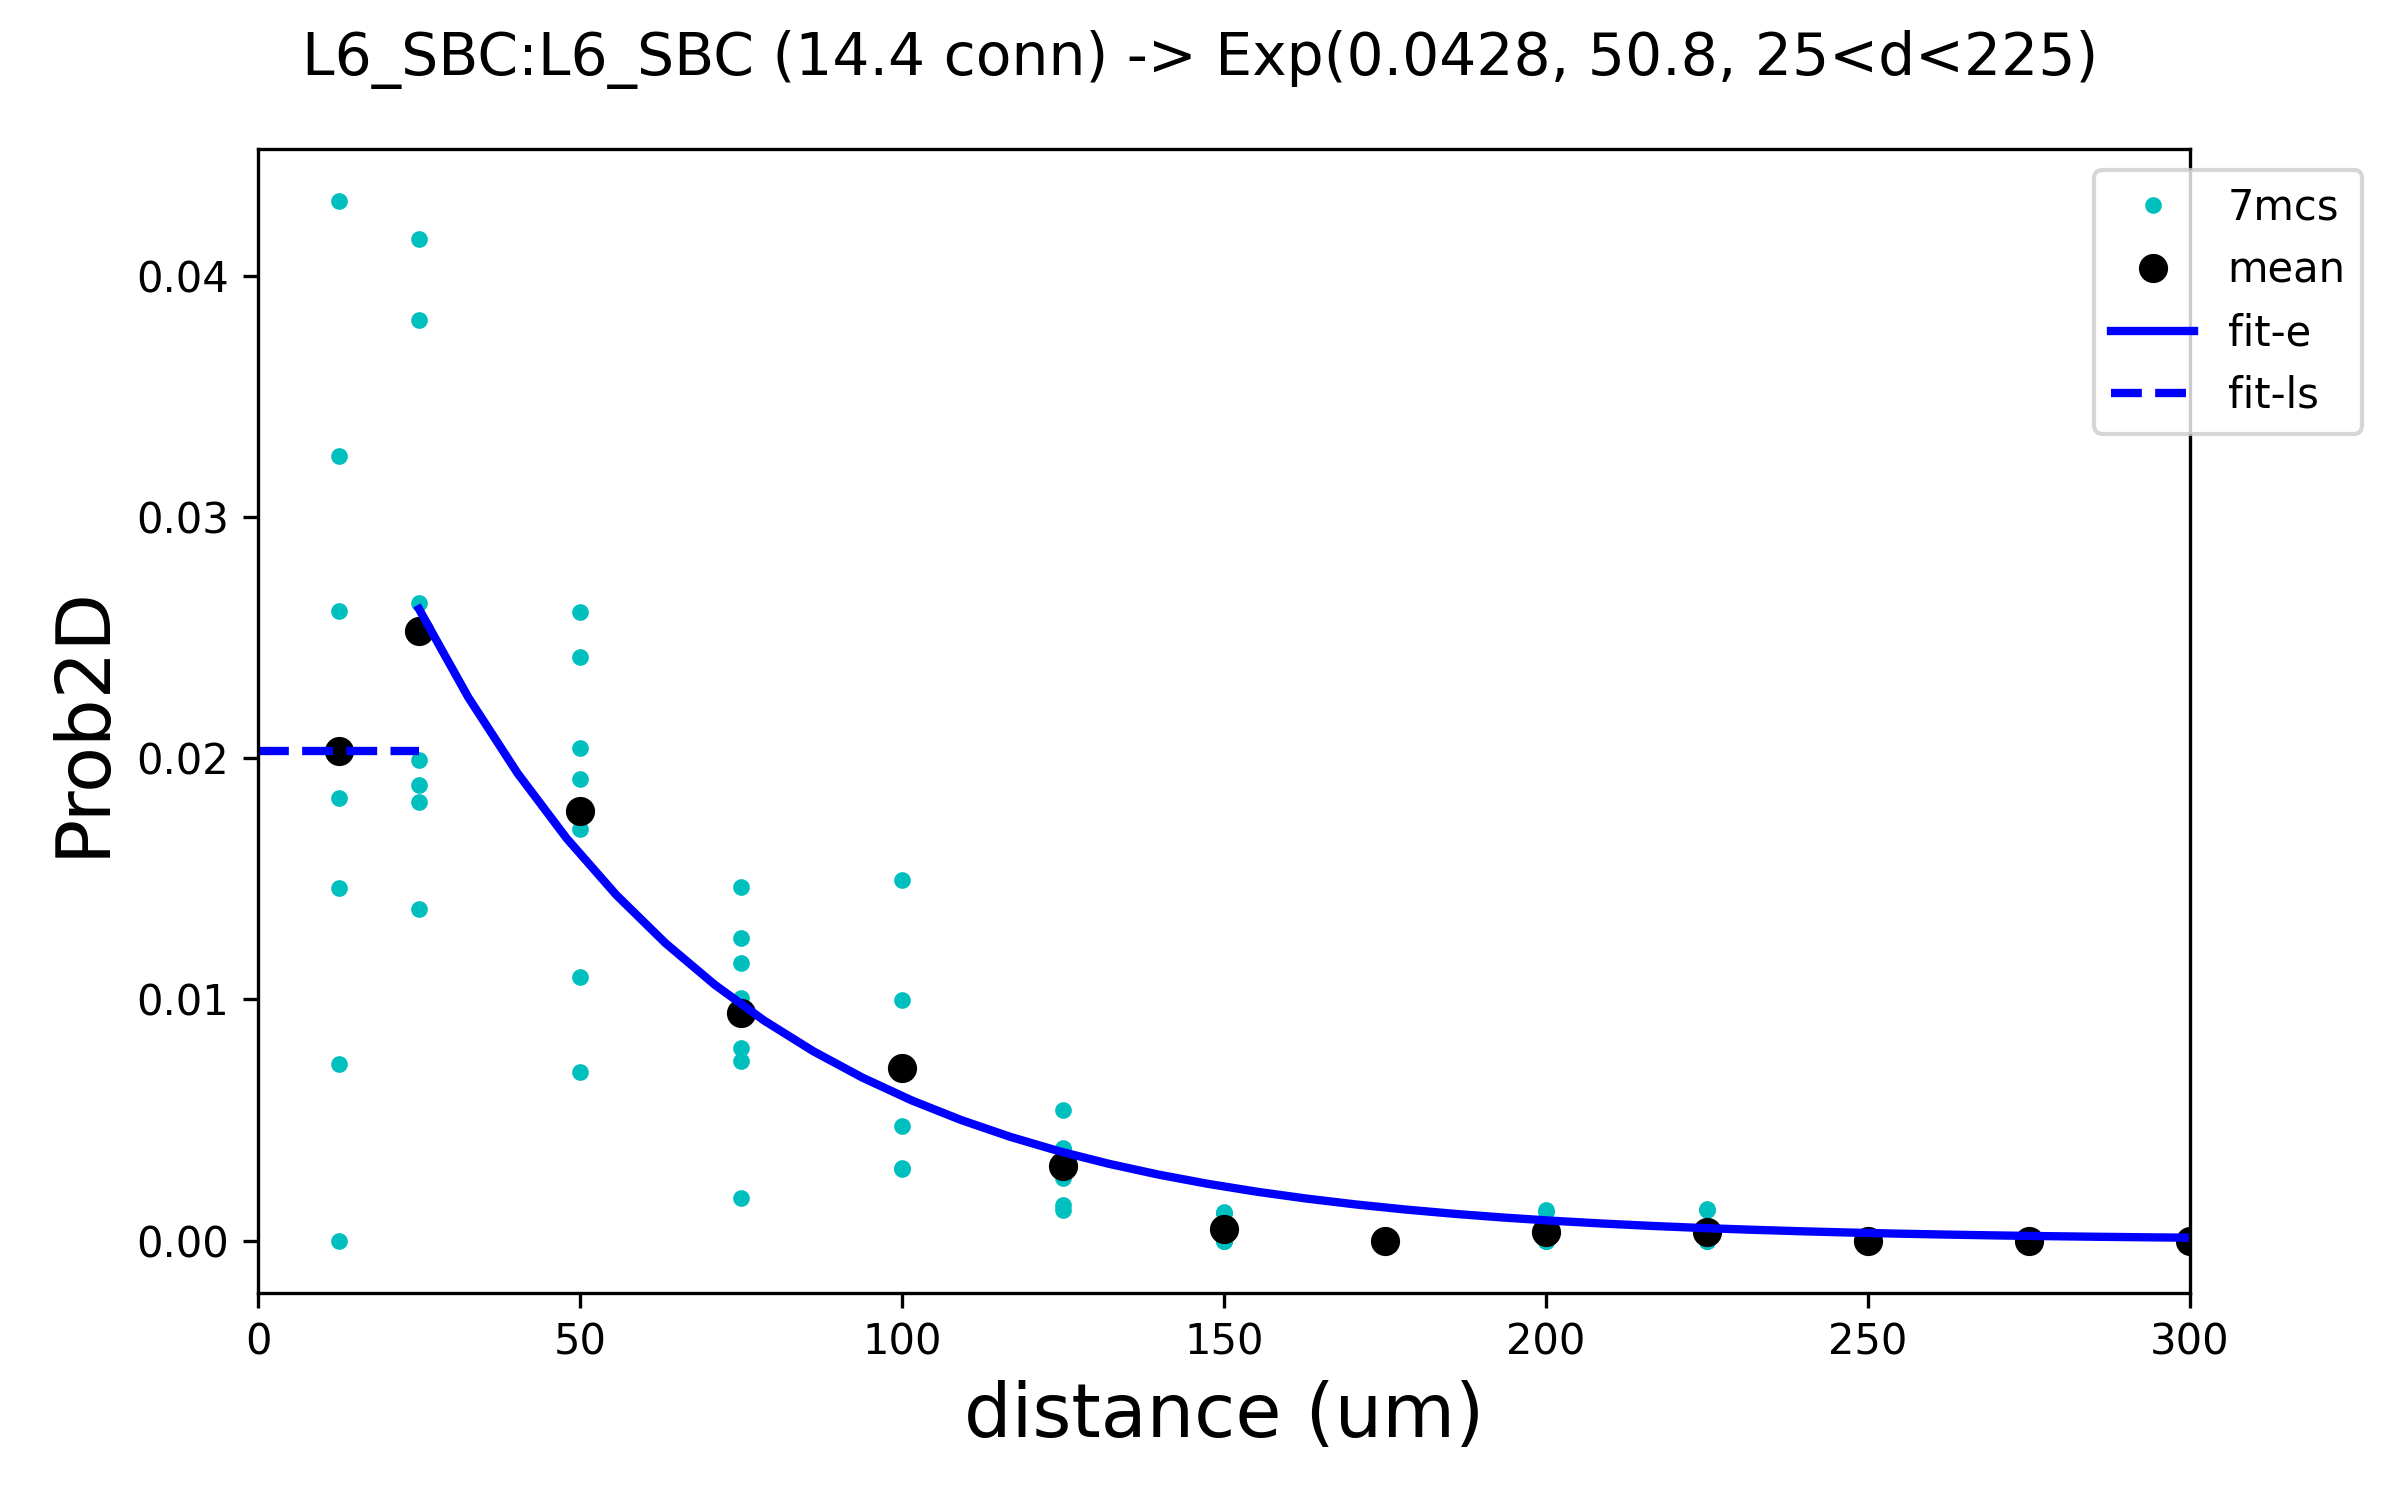 L6_SBC:L6_SBC (14.4 conn) -> Exp(0.0428, 50.8, 25<d<225)
7mcs
mean
fit-e
fit-ls
Prob2D
0.04
0.03
0.02
0.01
0.00
0 50 100 150 200 250 300
distance (um)